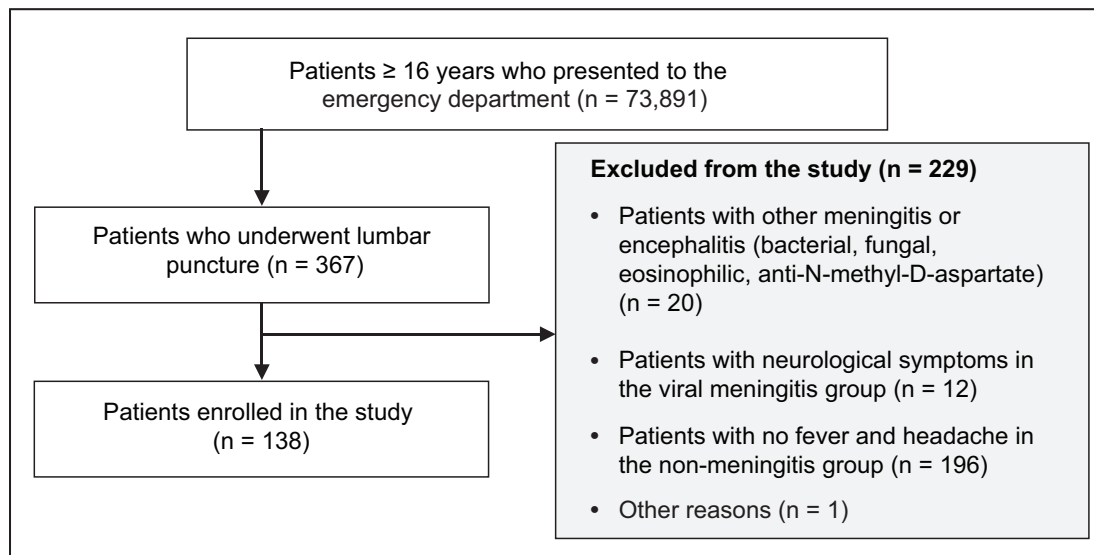 Patients ≥ 16 years who presented to the
emergency department (n = 73,891)
Patients who underwent lumbar
puncture (n = 367)
Excluded from the study (n = 229)
• Patients with other meningitis or
encephalitis (bacterial, fungal,
eosinophilic, anti-N-methyl-D-aspartate)
(n = 20)
• Patients with neurological symptoms in
the viral meningitis group (n = 12)
• Patients with no fever and headache in
the non-meningitis group (n = 196)
• Other reasons (n = 1)
Patients enrolled in the study
(n = 138)